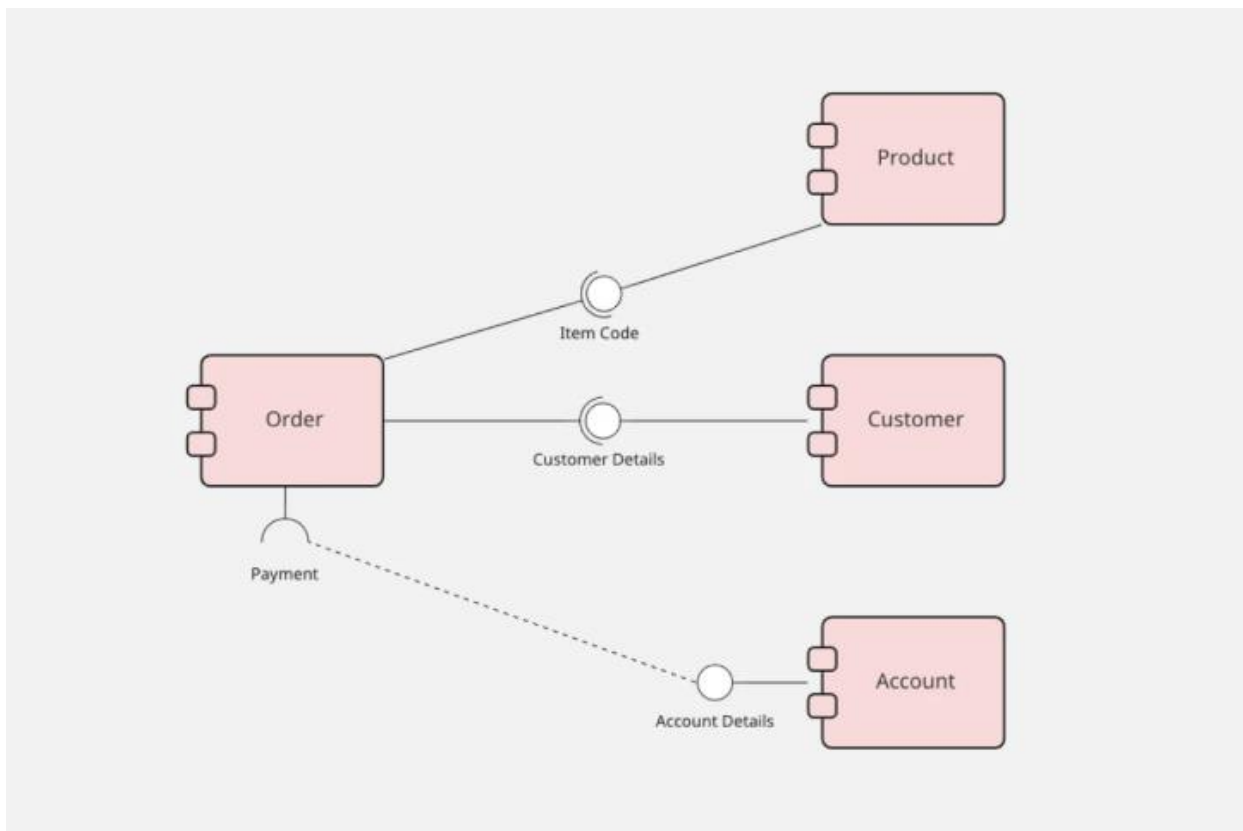 Product
Item Code
Order
Customer
Customer Details
Payment
Account
Account Details